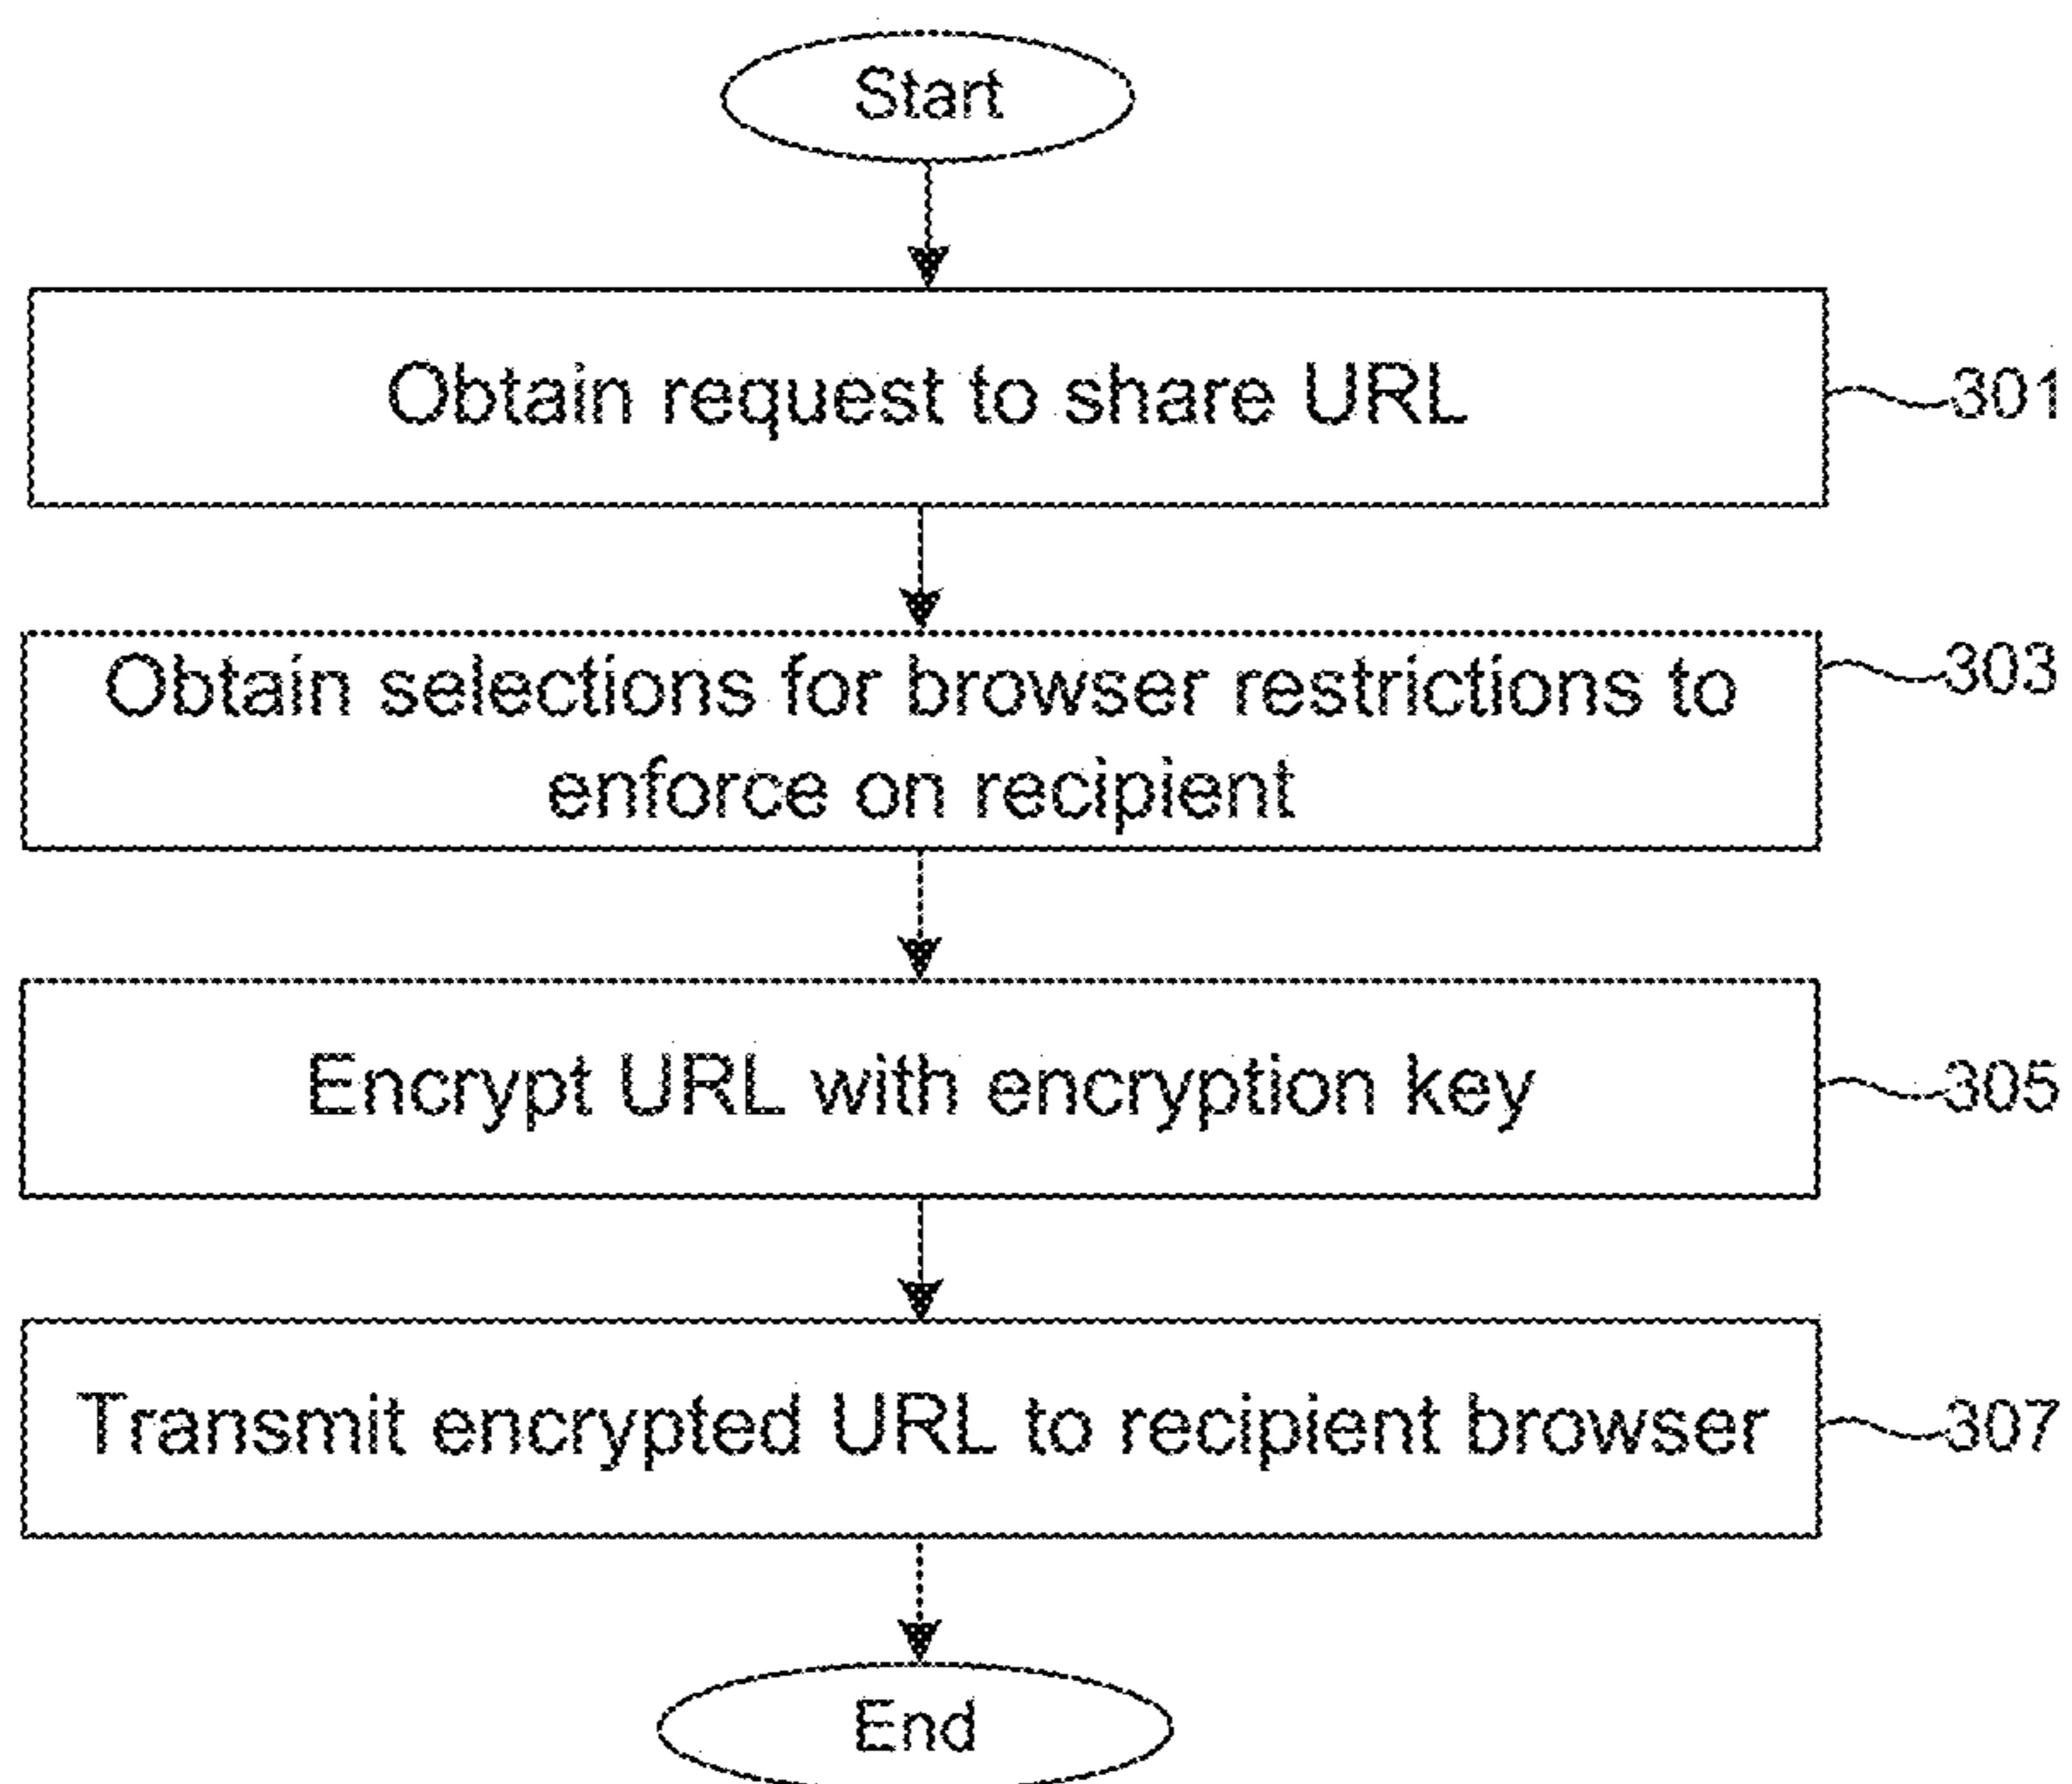 Start
Obtain request to share URL
301
Obtain selections for browser restrictions to
enforce on recipient
303
Encrypt URL with encryption key
305
Transmit encrypted URL to recipient browser
307
End